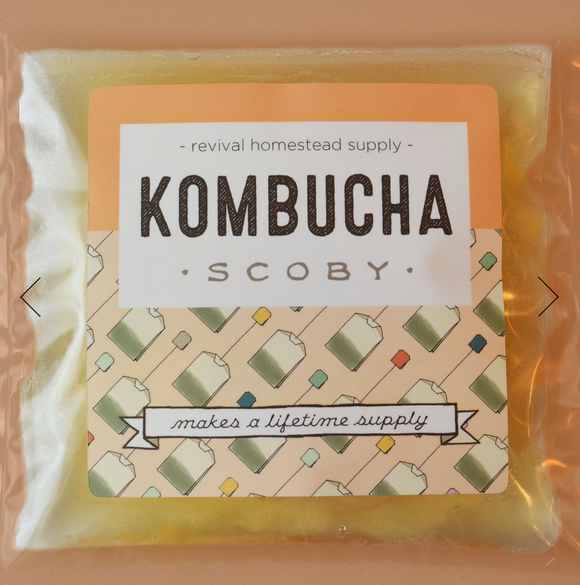 - revival homestead supply -
KOMBUCHA
· SCOBY ·
makes a lifetime supply